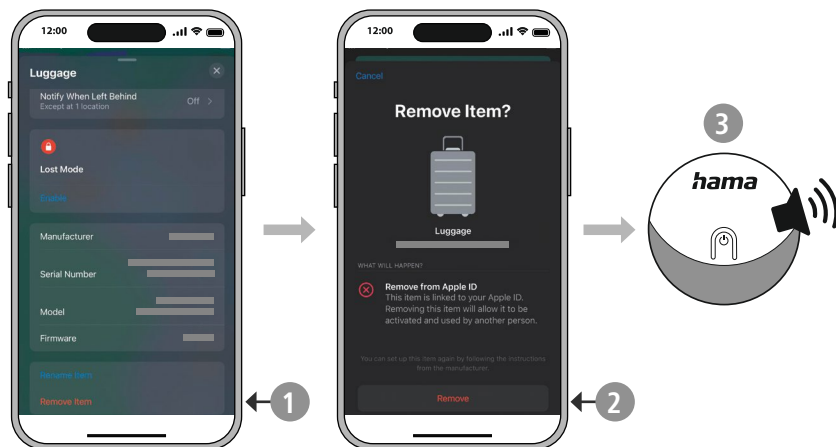 12:00
Luggage
Notify When Left Behind
Except at 1 location
Off
Lost Mode
Enable
Manufacturer
Serial Number
Model
Firmware
Rename Item
Remove Item
1
12:00
Cancel
Remove Item?
Luggage
WHAT WILL HAPPEN?
Remove from Apple ID
This item is linked to your Apple ID.
Removing this item will allow it to be
activated and used by another person.
You can set up this item again by following the instructions
from the manufacturer.
Remove
2
3
hama